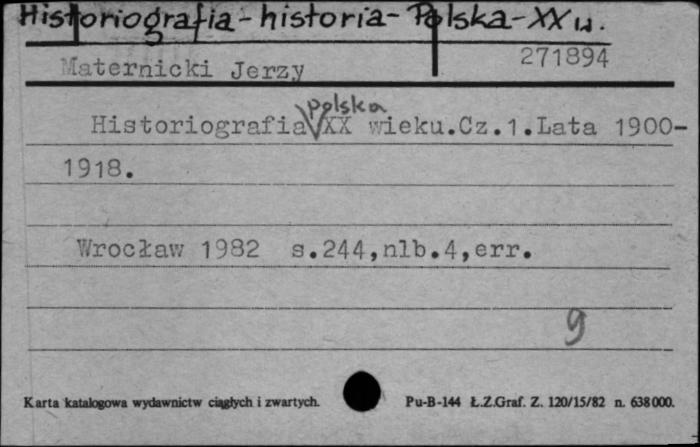 Historiografia - historia - Polska - XX w.
271894
Maternicki Jerzy
polska
Historiografia XX wieku.Cz.1.Lata 1900-
1918.
Wrocław 1982 s.244,nlb.4,err.
9
Karta katalogowa wydawnictw ciągłych i zwartych.
Pu-B-144 Ł.Z.Graf. Z. 120/15/82 n. 638000.